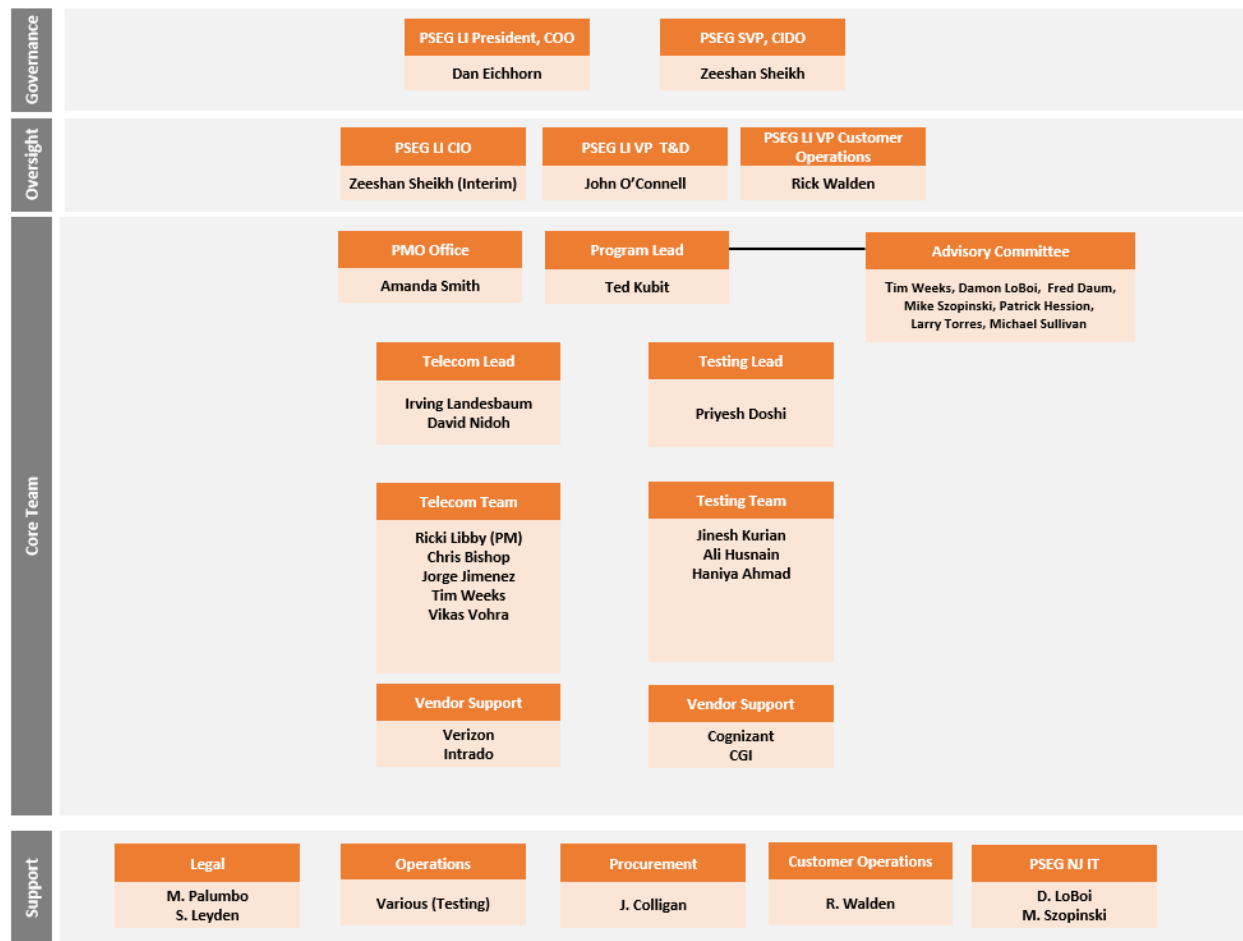 Governance
PSEG LI President, COO
Dan Eichhorn
PSEG SVP, CIDO
Zeeshan Sheikh
Oversight
PSEG LI CIO
Zeeshan Sheikh (Interim)
PSEG LI VP T&D
John O'Connell
PSEG LI VP Customer
Operations
Rick Walden
Core Team
PMO Office
Amanda Smith
Program Lead
Ted Kubit
Advisory Committee
Tim Weeks, Damon LoBoi, Fred Daum,
Mike Szopinski, Patrick Hession,
Larry Torres, Michael Sullivan
Telecom Lead
Irving Landesbaum
David Nidoh
Testing Lead
Priyesh Doshi
Telecom Team
Ricki Libby (PM)
Chris Bishop
Jorge Jimenez
Tim Weeks
Vikas Vohra
Testing Team
Jinesh Kurian
Ali Husnain
Haniya Ahmad
Vendor Support
Verizon
Intrado
Vendor Support
Cognizant
CGI
Support
Legal
M. Palumbo
S. Leyden
Operations
Various (Testing)
Procurement
J. Colligan
Customer Operations
R. Walden
PSEG NJ IT
D. LoBoi
M. Szopinski